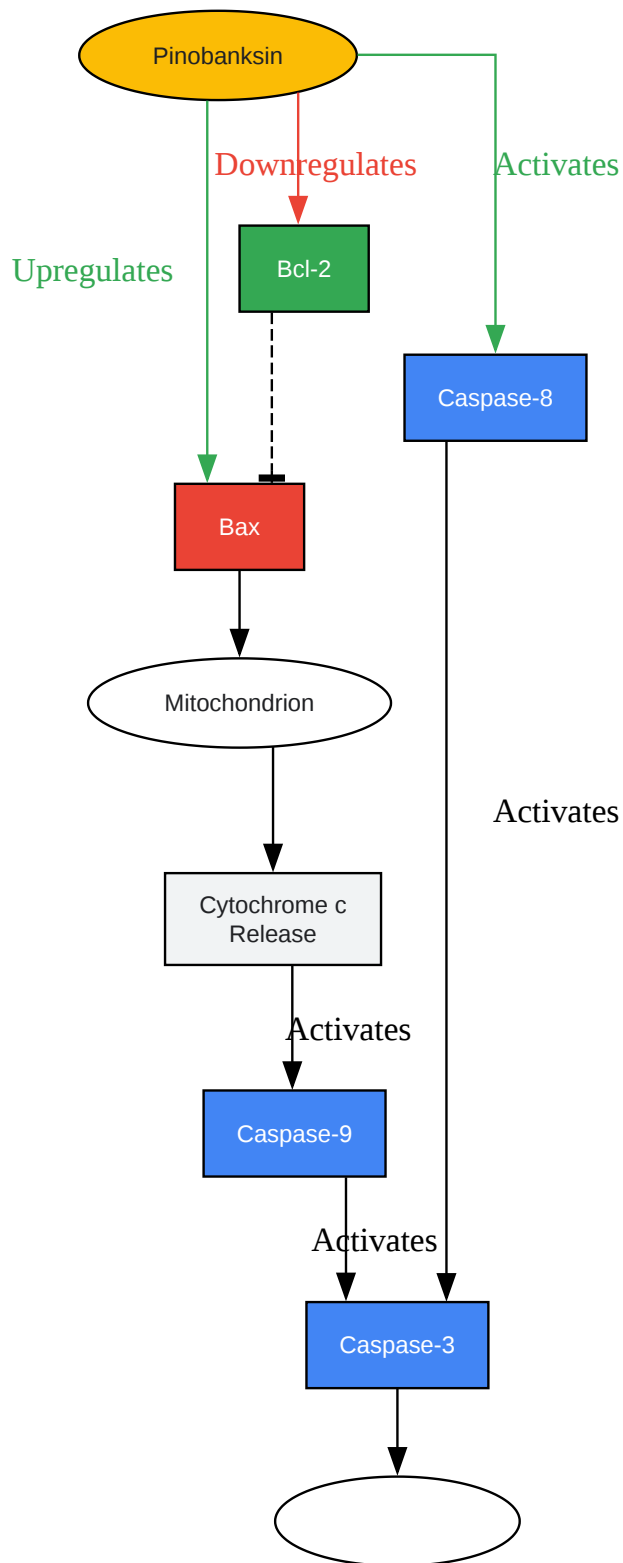 Pinobanksin
Downregulates
Activates
Upregulates
Bcl-2
Caspase-8
Bax
Mitochondrion
Activates
Cytochrome c
Release
Activates
Caspase-9
Activates
Caspase-3